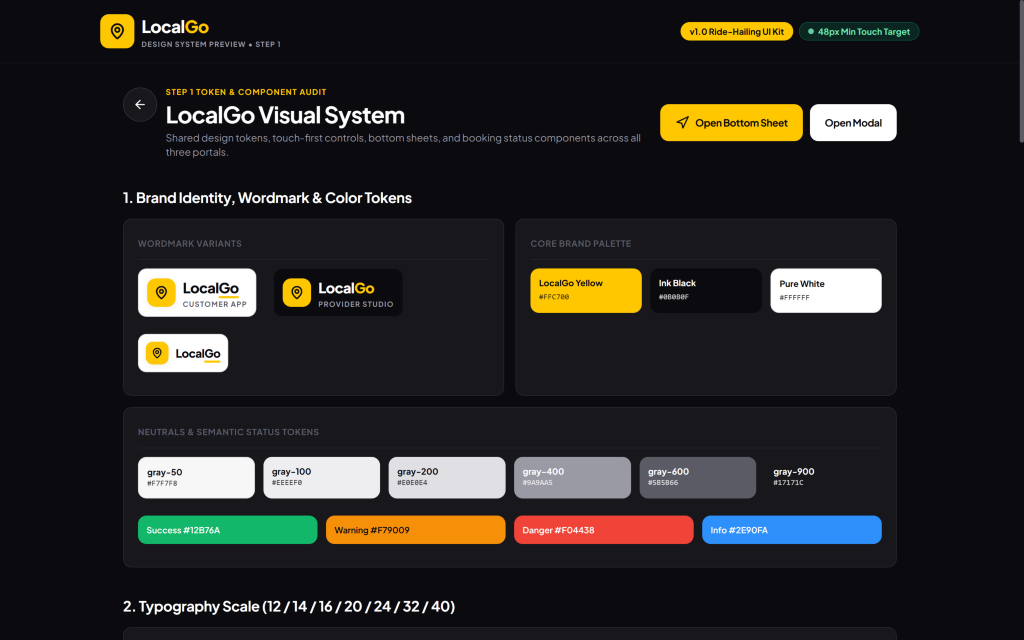 LocalGo
DESIGN SYSTEM PREVIEW • STEP 1
v1.0 Ride-Hailing UI Kit
48px Min Touch Target
STEP 1 TOKEN & COMPONENT AUDIT
LocalGo Visual System
Shared design tokens, touch-first controls, bottom sheets, and booking status components across all
three portals.
Open Bottom Sheet
Open Modal
1. Brand Identity, Wordmark & Color Tokens
WORDMARK VARIANTS
LocalGo
CUSTOMER APP
LocalGo
PROVIDER STUDIO
LocalGo
CORE BRAND PALETTE
LocalGo Yellow
#FFC700
Ink Black
#0B0B0F
Pure White
#FFFFFF
NEUTRALS & SEMANTIC STATUS TOKENS
gray-50
#F7F7F8
gray-100
#EEEEF0
gray-200
#E0E0E4
gray-400
#9A9AA5
gray-600
#5B5B66
gray-900
#17171C
Success #12B76A
Warning #F79009
Danger #F04438
Info #2E90FA
2. Typography Scale (12 / 14 / 16 / 20 / 24 / 32 / 40)